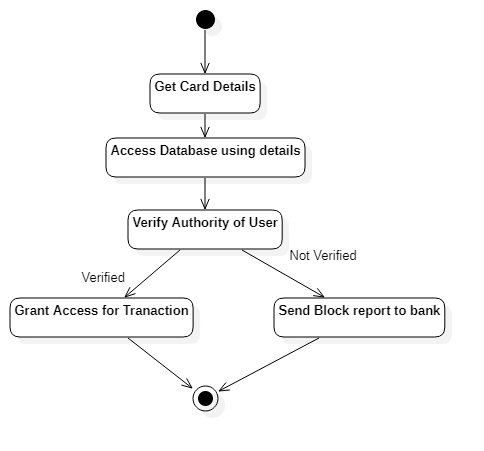 Get Card Details
Access Database using details
Verify Authority of User
Not Verified
Verified
Grant Access for Tranaction
Send Block report to bank